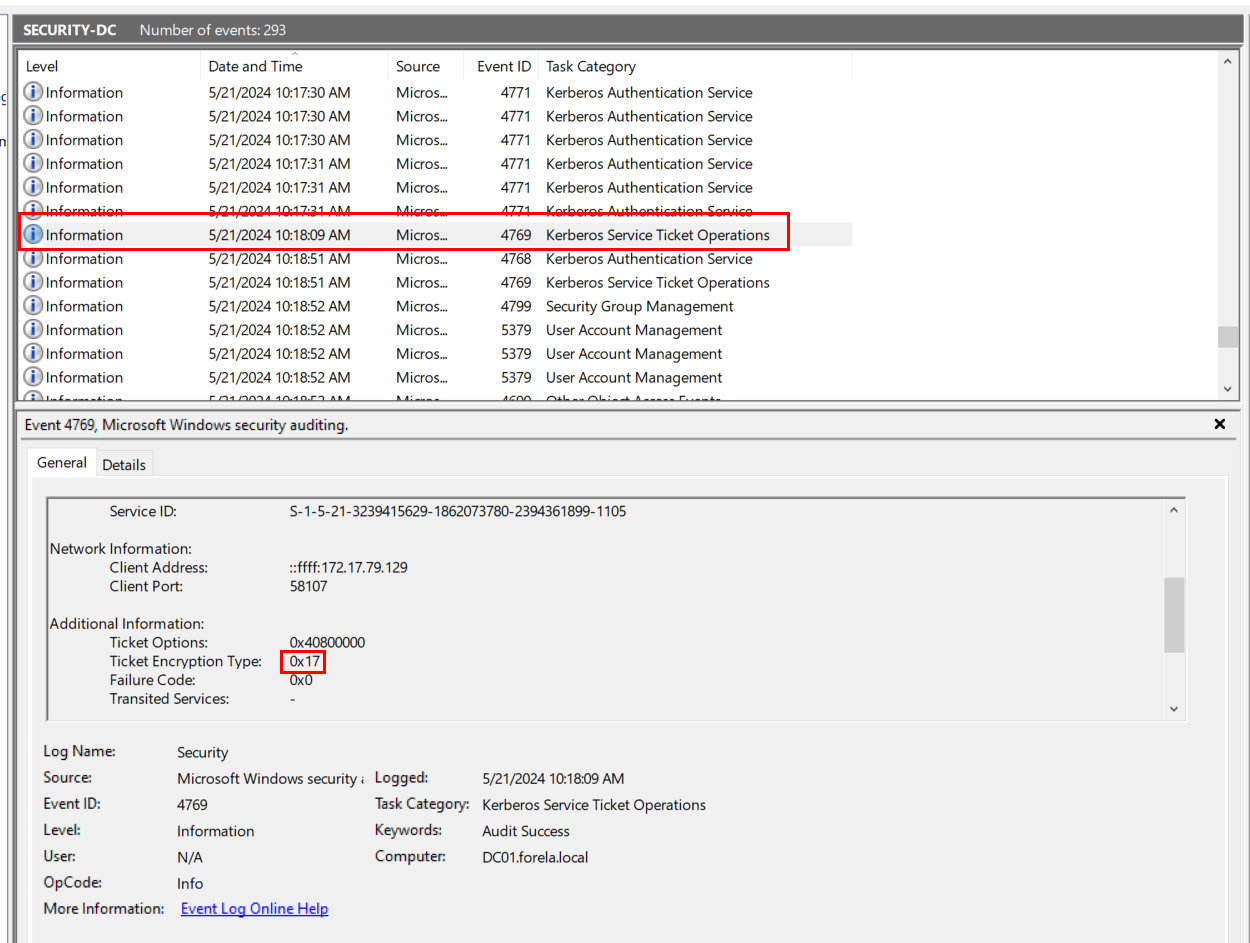 SECURITY-DC Number of events: 293
Level Date and Time Source Event ID Task Category
Information 5/21/2024 10:17:30 AM Micros... 4771 Kerberos Authentication Service
Information 5/21/2024 10:17:30 AM Micros... 4771 Kerberos Authentication Service
Information 5/21/2024 10:17:30 AM Micros... 4771 Kerberos Authentication Service
Information 5/21/2024 10:17:31 AM Micros... 4771 Kerberos Authentication Service
Information 5/21/2024 10:17:31 AM Micros... 4771 Kerberos Authentication Service
Information 5/21/2024 10:17:31 AM Micros... 4771 Kerberos Authentication Service
Information 5/21/2024 10:18:09 AM Micros... 4769 Kerberos Service Ticket Operations
Information 5/21/2024 10:18:51 AM Micros... 4768 Kerberos Authentication Service
Information 5/21/2024 10:18:51 AM Micros... 4769 Kerberos Service Ticket Operations
Information 5/21/2024 10:18:52 AM Micros... 4799 Security Group Management
Information 5/21/2024 10:18:52 AM Micros... 5379 User Account Management
Information 5/21/2024 10:18:52 AM Micros... 5379 User Account Management
Information 5/21/2024 10:18:52 AM Micros... 5379 User Account Management
Event 4769, Microsoft Windows security auditing.
General Details
Service ID: S-1-5-21-3239415629-1862073780-2394361899-1105
Network Information:
Client Address: ::ffff:172.17.79.129
Client Port: 58107
Additional Information:
Ticket Options: 0x40800000
Ticket Encryption Type: 0x17
Failure Code: 0x0
Transited Services: -
Log Name: Security
Source: Microsoft Windows security Logged: 5/21/2024 10:18:09 AM
Event ID: 4769 Task Category: Kerberos Service Ticket Operations
Level: Information Keywords: Audit Success
User: N/A Computer: DC01.forela.local
OpCode: Info
More Information: Event Log Online Help